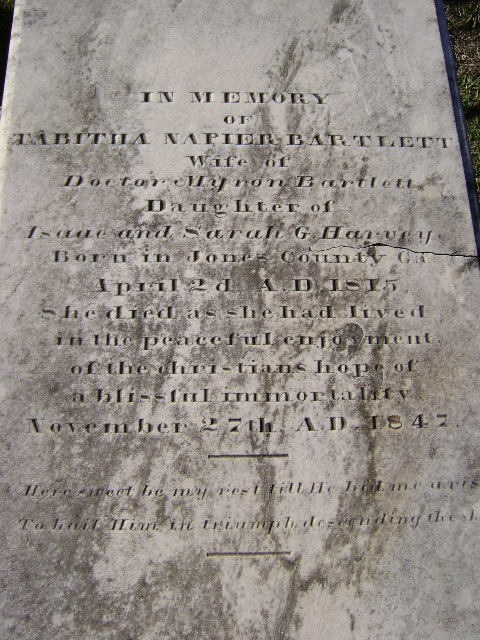 IN MEMORY
OF
TABITHA NAPIER BARTLETT
Wife of
Doctor Myron Bartlett.
Daughter of
Isaac and Sarah G. Harvey.
Born in Jones County Ga
April 2d A.D. 1815.
She died as she had lived
in the peaceful enjoyment.
of the christians hope of
a blissful immortality.
November 27th. A.D. 1847.
Here sweet be my rest till He bid me aris
To hail Him in triumph descending the sk